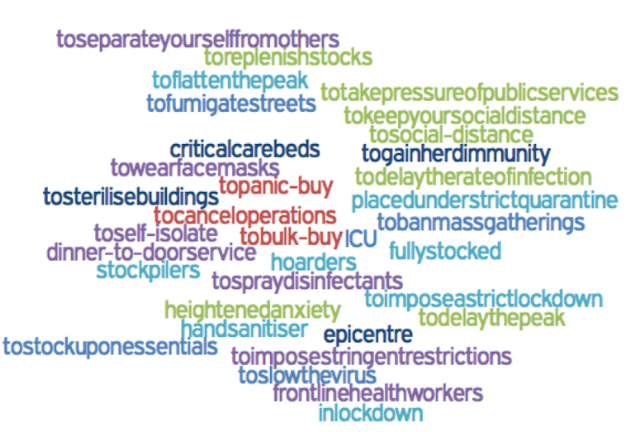 toseparateyourselffromothers
toreplenishstocks
toflattenthepeak
totakepressureofpublicservices
tofumigatestreets
tokeepyoursocialdistance
tosocial-distance
criticalcarebeds
togainherdimmunity
towearfacemasks
todelaytherateofinfection
topanic-buy
tosterilisebuildings
placedunderstrictquarantine
tocanceloperations
tobanmassgatherings
toself-isolate
tobulk-buy
ICU
dinner-to-doorservice
fullystocked
hoarders
stockpilers
tospraydisinfectants
toimposeastrictlockdown
heightenedanxiety
todelaythepeak
handsanitiser
epicentre
tostockuponessentials
toimposestringentrestrictions
toslowthevirus
frontlinehealthworkers
inlockdown